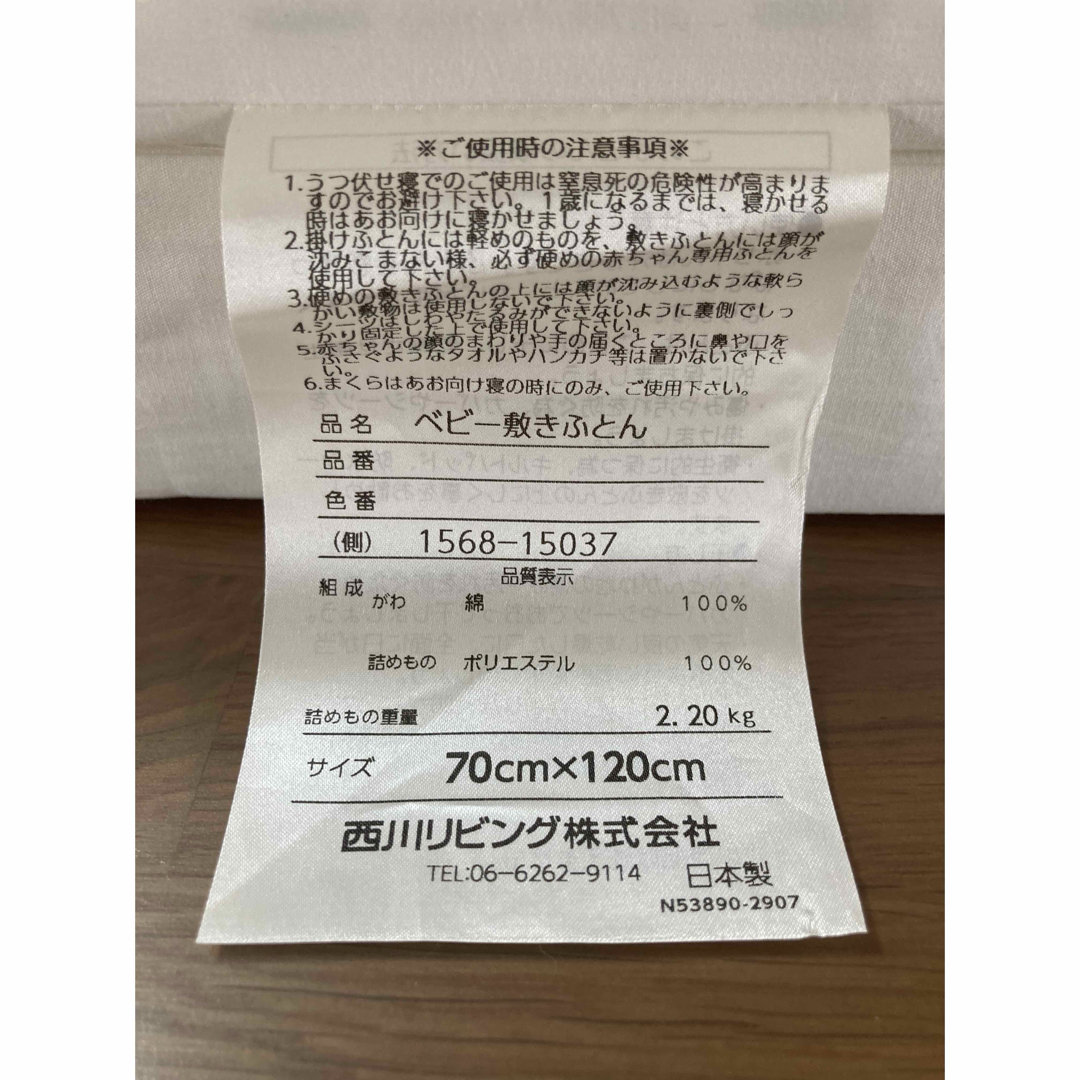 ※ご使用時の注意事項※
1.うつ伏せ寝でのご使用は窒息死の危険性が高まりま
すのでお避け下さい。1歳になるまでは、寝かせる
時はあお向けに寝かせましょう。
2.掛けふとんには軽めのものを、敷きふとんには顔が
沈みこまない様、必ず硬めの赤ちゃん専用ふとんを
使用して下さい。
3.硬めの敷きふとんの上には顔が沈み込むような軟ら
かい敷物は使用しないで下さい。
4.シーツはしわやたるみができないように裏側でしっ
かり固定した上で使用して下さい。
5.赤ちゃんの顔のまわりや手の届くところに鼻や口を
ふさぐようなタオルやハンカチ等は置かないで下さ
い。
6.まくらはあお向け寝の時にのみ、ご使用下さい。
品名 ベビー敷きふとん
品番
色番
(側) 1568-15037
品質表示
組成 がわ 綿 100%
詰めもの ポリエステル 100%
詰めもの重量 2.20kg
サイズ 70cm×120cm
西川リビング株式会社
TEL:06-6262-9114 日本製
N53890-2907